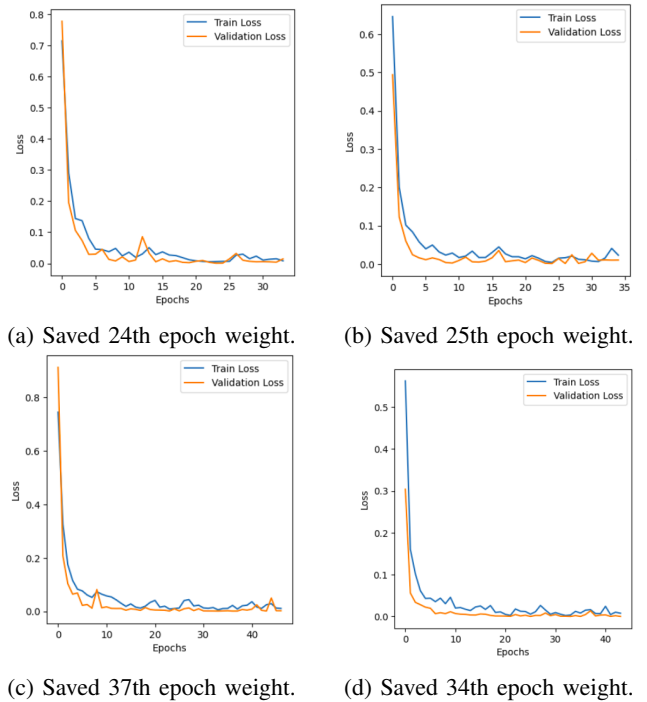 0.8
0.7
0.6
0.5
0.4
0.3
0.2
0.1
0.0
Loss
Train Loss
Validation Loss
0 5 10 15 20 25 30
Epochs
(a) Saved 24th epoch weight.
0.6
0.5
0.4
0.3
0.2
0.1
0.0
Loss
Train Loss
Validation Loss
0 5 10 15 20 25 30 35
Epochs
(b) Saved 25th epoch weight.
0.8
0.6
0.4
0.2
0.0
Loss
Train Loss
Validation Loss
0 10 20 30 40
Epochs
(c) Saved 37th epoch weight.
0.5
0.4
0.3
0.2
0.1
0.0
Loss
Train Loss
Validation Loss
0 10 20 30 40
Epochs
(d) Saved 34th epoch weight.